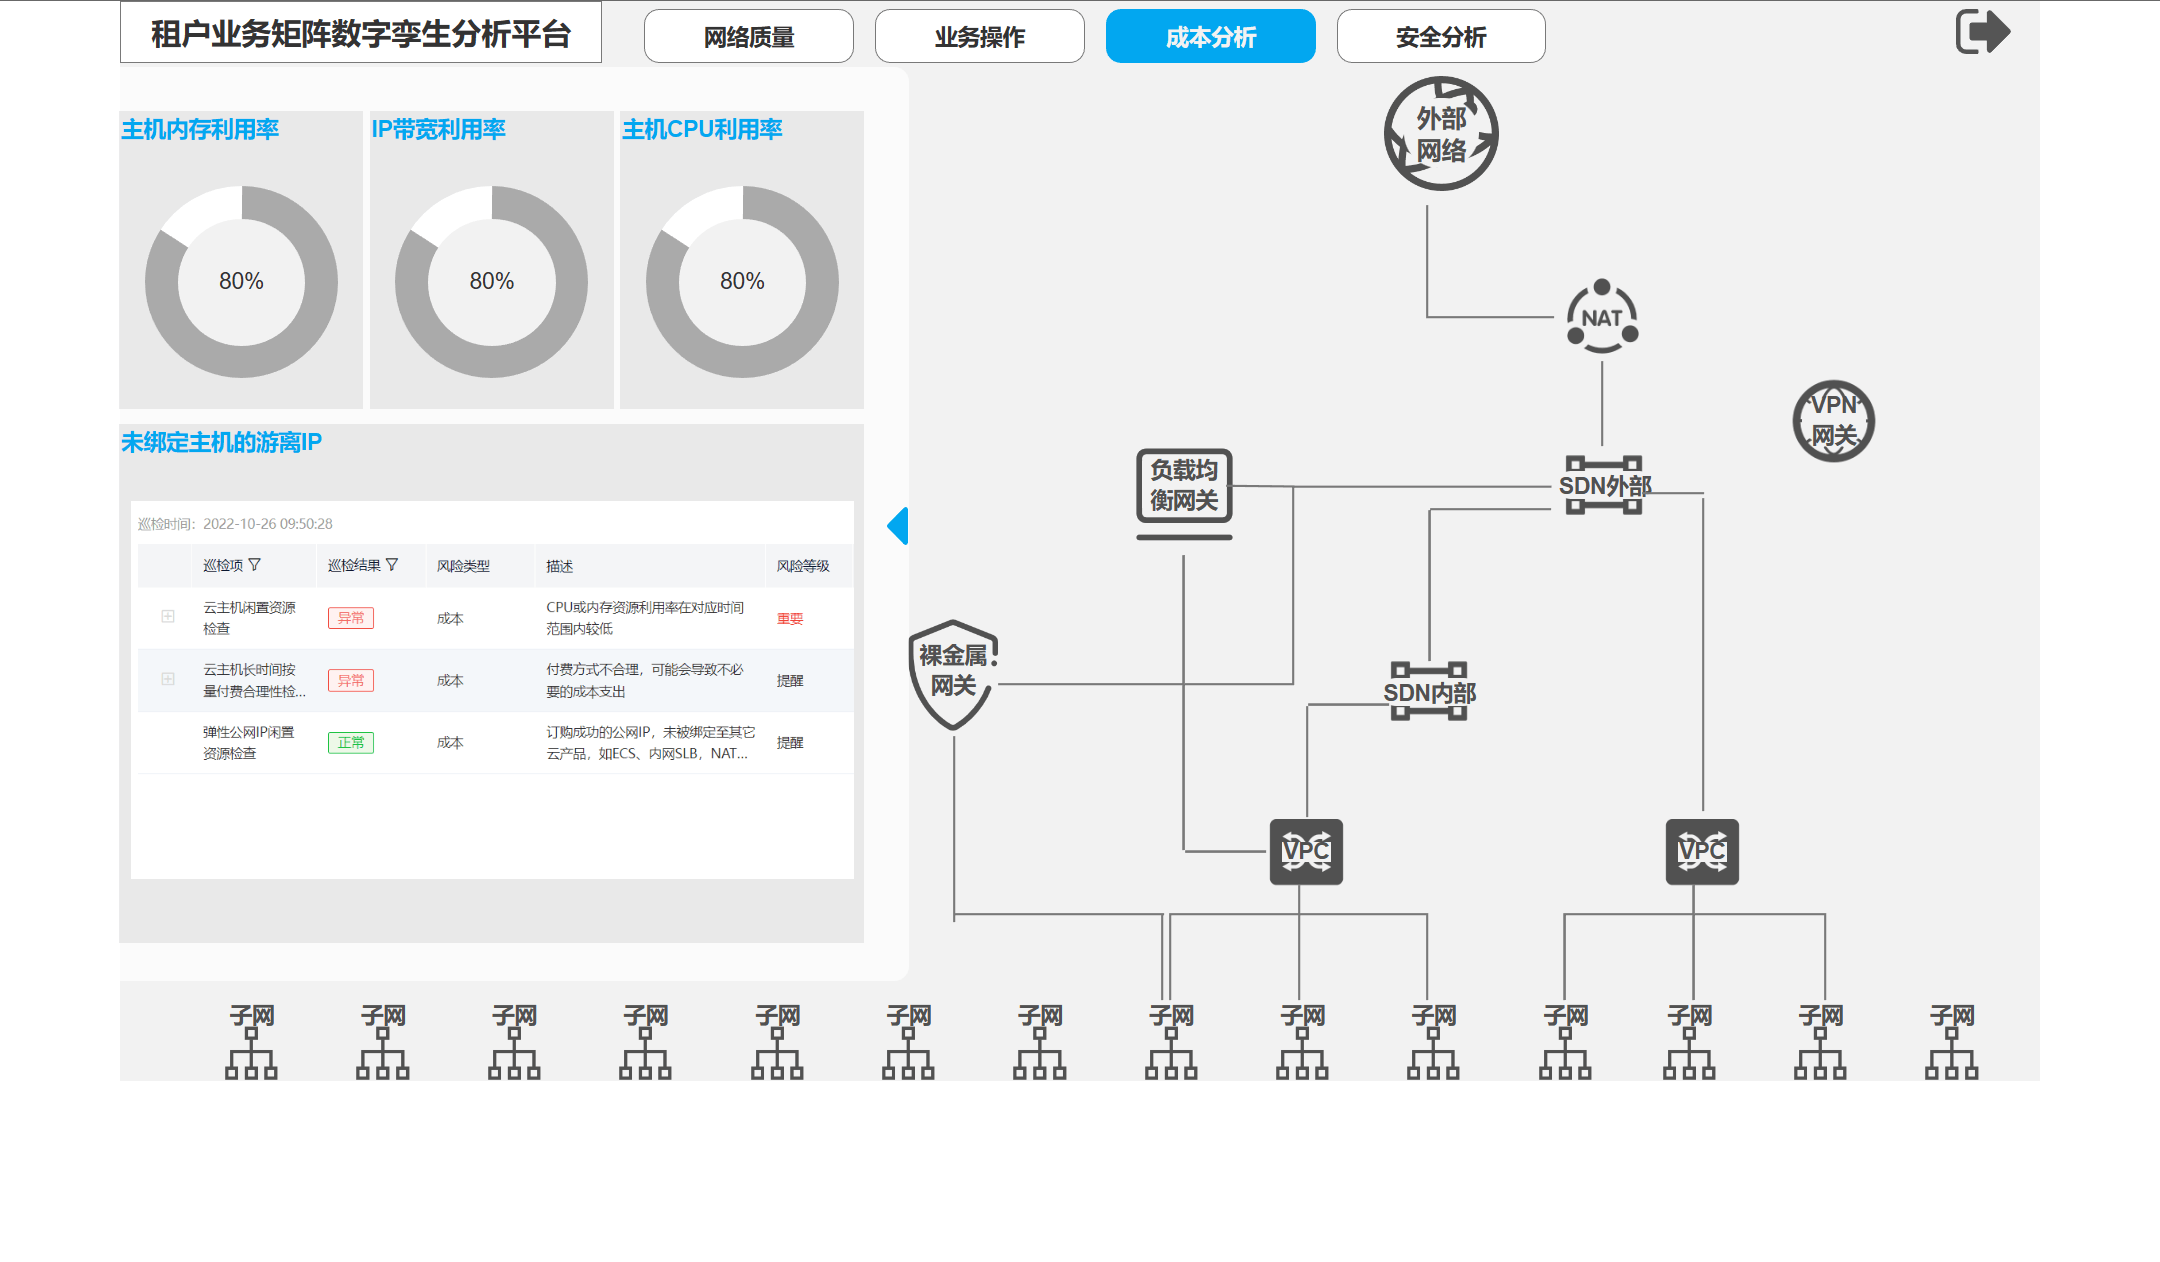 租户业务矩阵数字孪生分析平台
网络质量
业务操作
成本分析
安全分析
主机内存利用率
IP带宽利用率
主机CPU利用率
80%
80%
80%
未绑定主机的游离IP
巡检时间：2022-10-26 09:50:28
巡检项
巡检结果
风险类型
描述
风险等级
云主机闲置资源
检查
异常
成本
CPU或内存资源利用率在对应时间
范围内较低
重要
云主机长时间按
量付费合理性检...
异常
成本
付费方式不合理，可能会导致不必
要的成本支出
提醒
弹性公网IP闲置
资源检查
正常
成本
订购成功的公网IP，未被绑定至其它
云产品，如ECS、内网SLB，NAT...
提醒
外部
网络
NAT
VPN
网关
负载均
衡网关
SDN外部
裸金属
网关
SDN内部
VPC
VPC
子网
子网
子网
子网
子网
子网
子网
子网
子网
子网
子网
子网
子网
子网